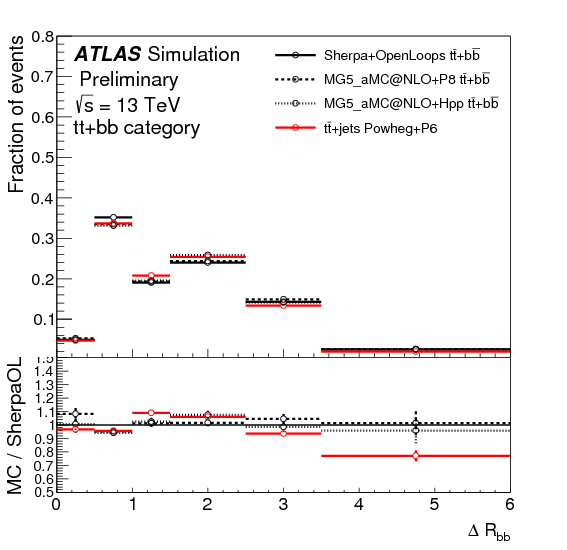 ATLAS Simulation
Preliminary
√s = 13 TeV
tt+bb category
Sherpa+OpenLoops tt̄+bb̄
MG5_aMC@NLO+P8 tt̄+bb̄
MG5_aMC@NLO+Hpp tt̄+bb̄
tt̄+jets Powheg+P6
Fraction of events
0.8
0.7
0.6
0.5
0.4
0.3
0.2
0.1
MC / SherpaOL
1.5
1.4
1.3
1.2
1.1
1
0.9
0.8
0.7
0.6
0.5
0 1 2 3 4 5 6
Δ R_bb